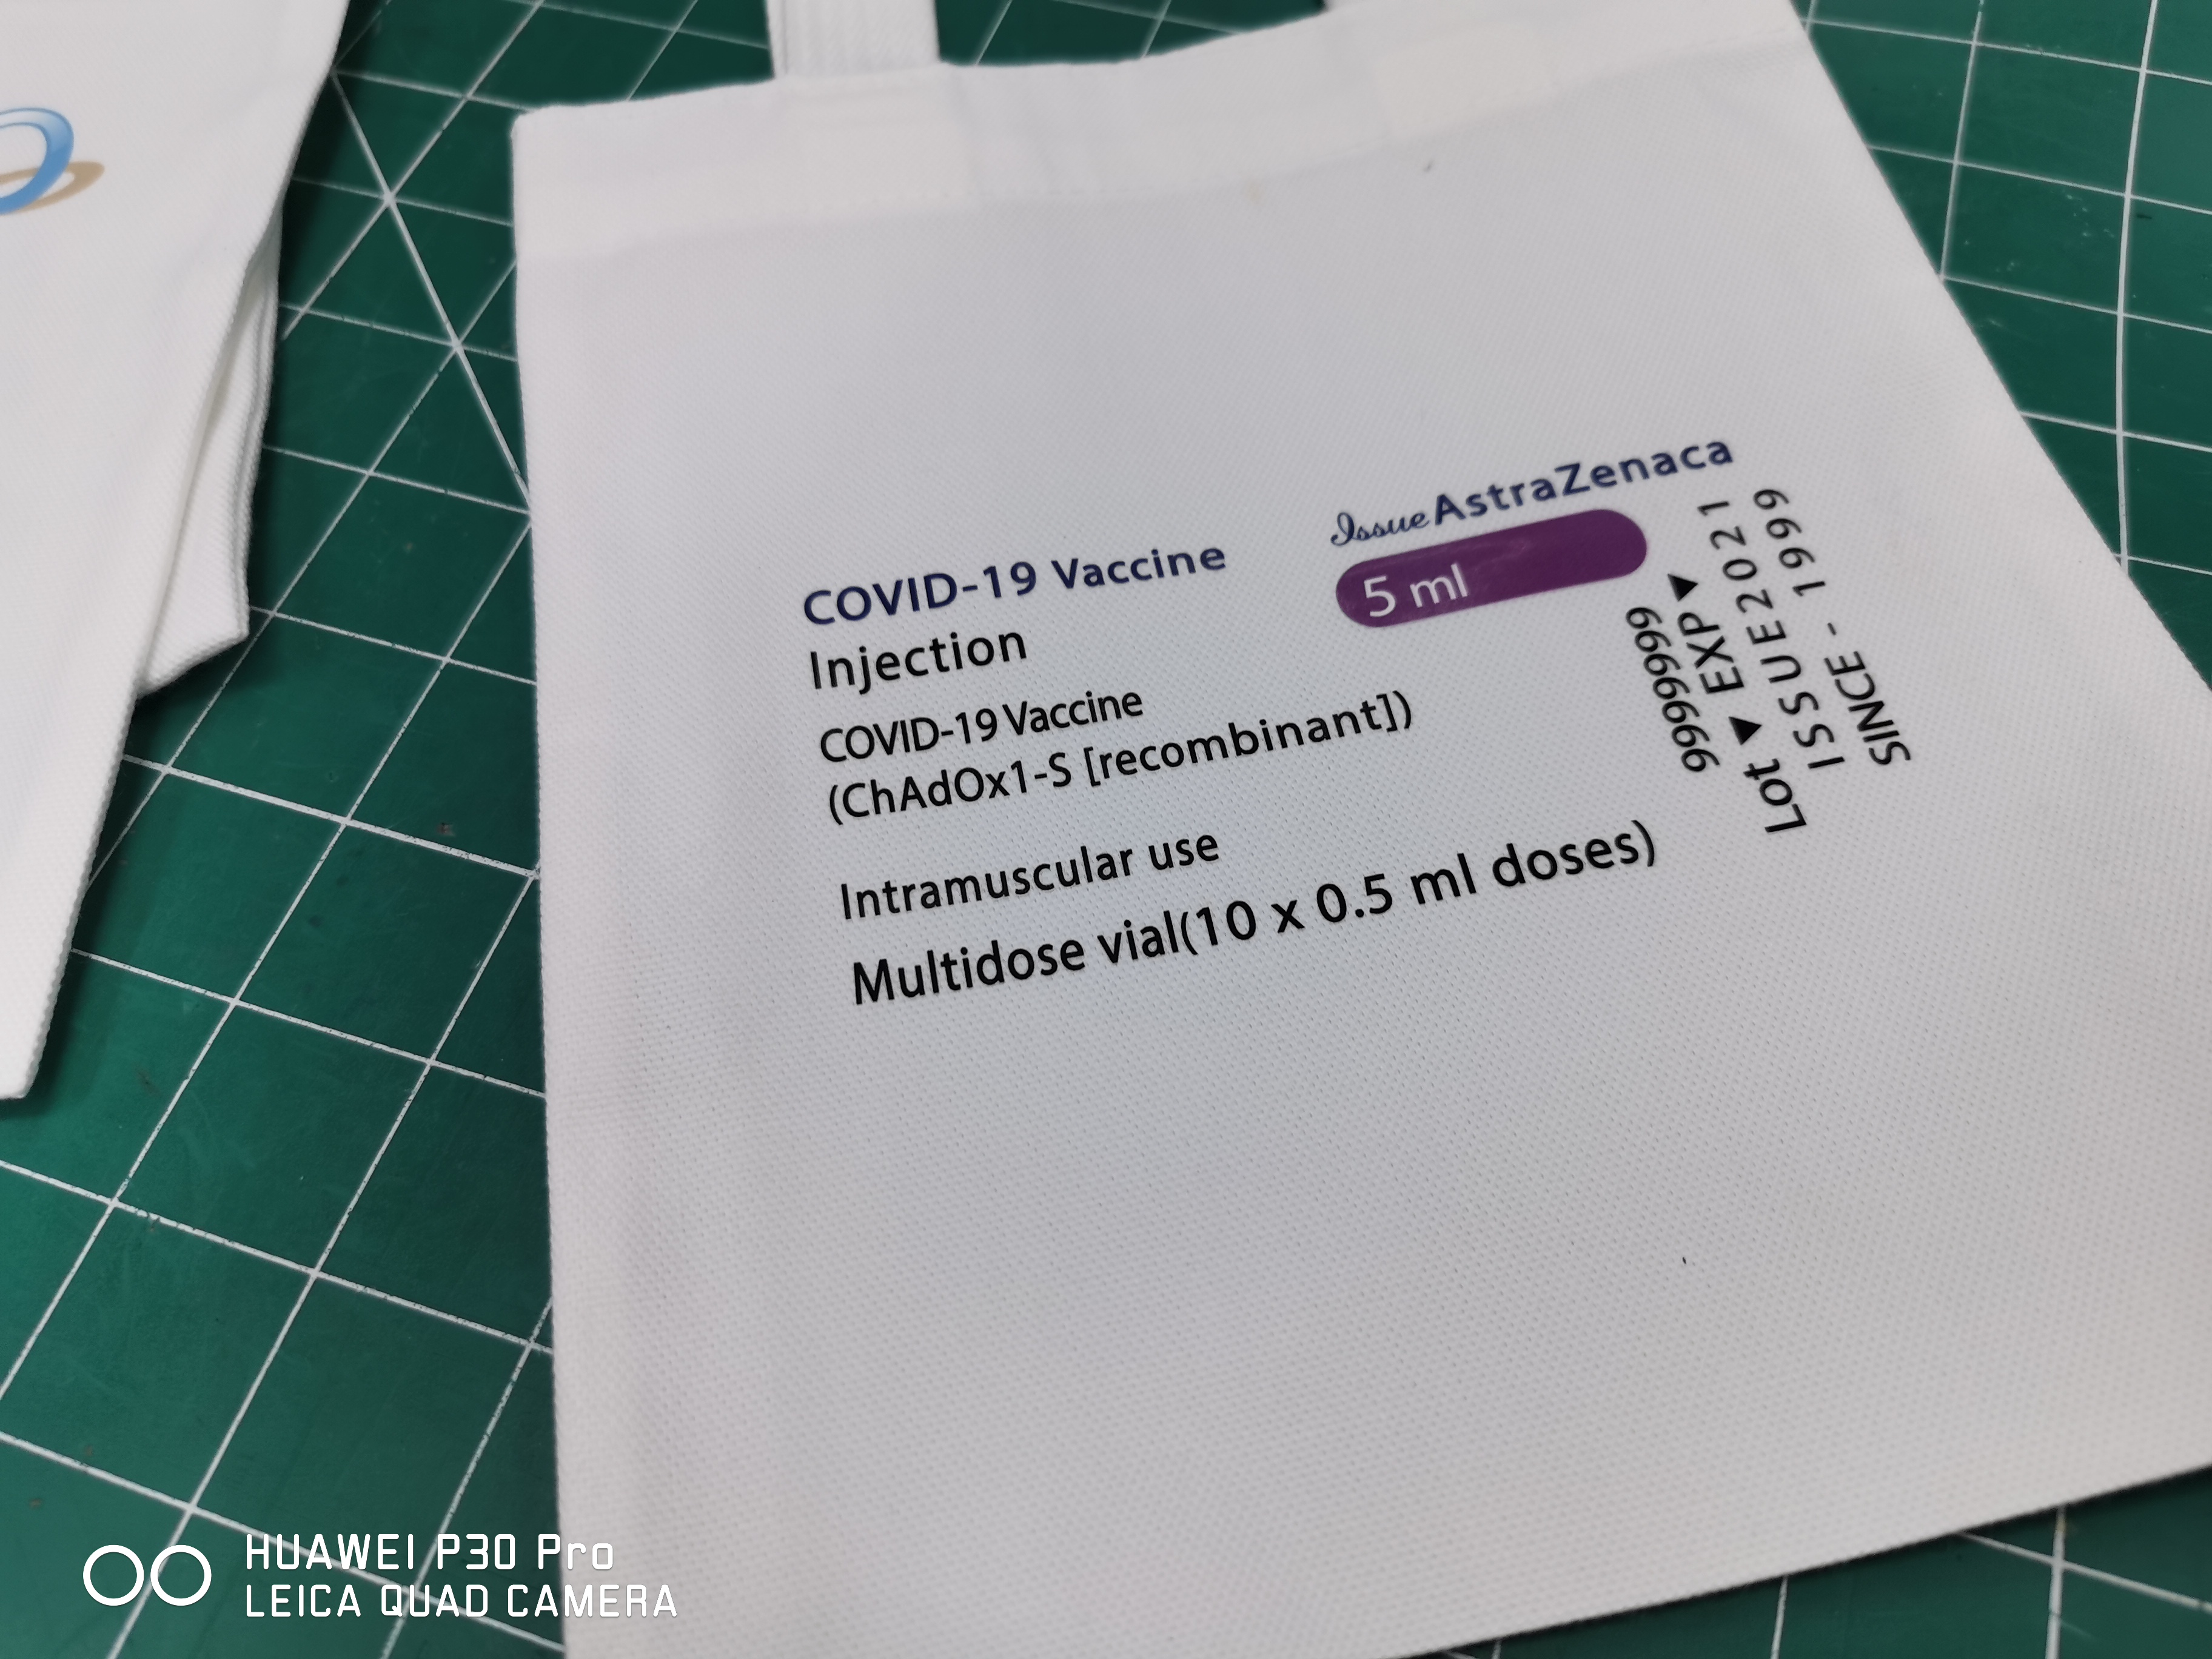 COVID-19 Vaccine
Injection
COVID-19 Vaccine
(ChAdOx1-S [recombinant])
Intramuscular use
Multidose vial(10 x 0.5 ml doses)
Issue AstraZenaca
5 ml
999999999
Lot ▼ EXP▼
ISSUE2021
SINCE - 1999
HUAWEI P30 Pro
LEICA QUAD CAMERA